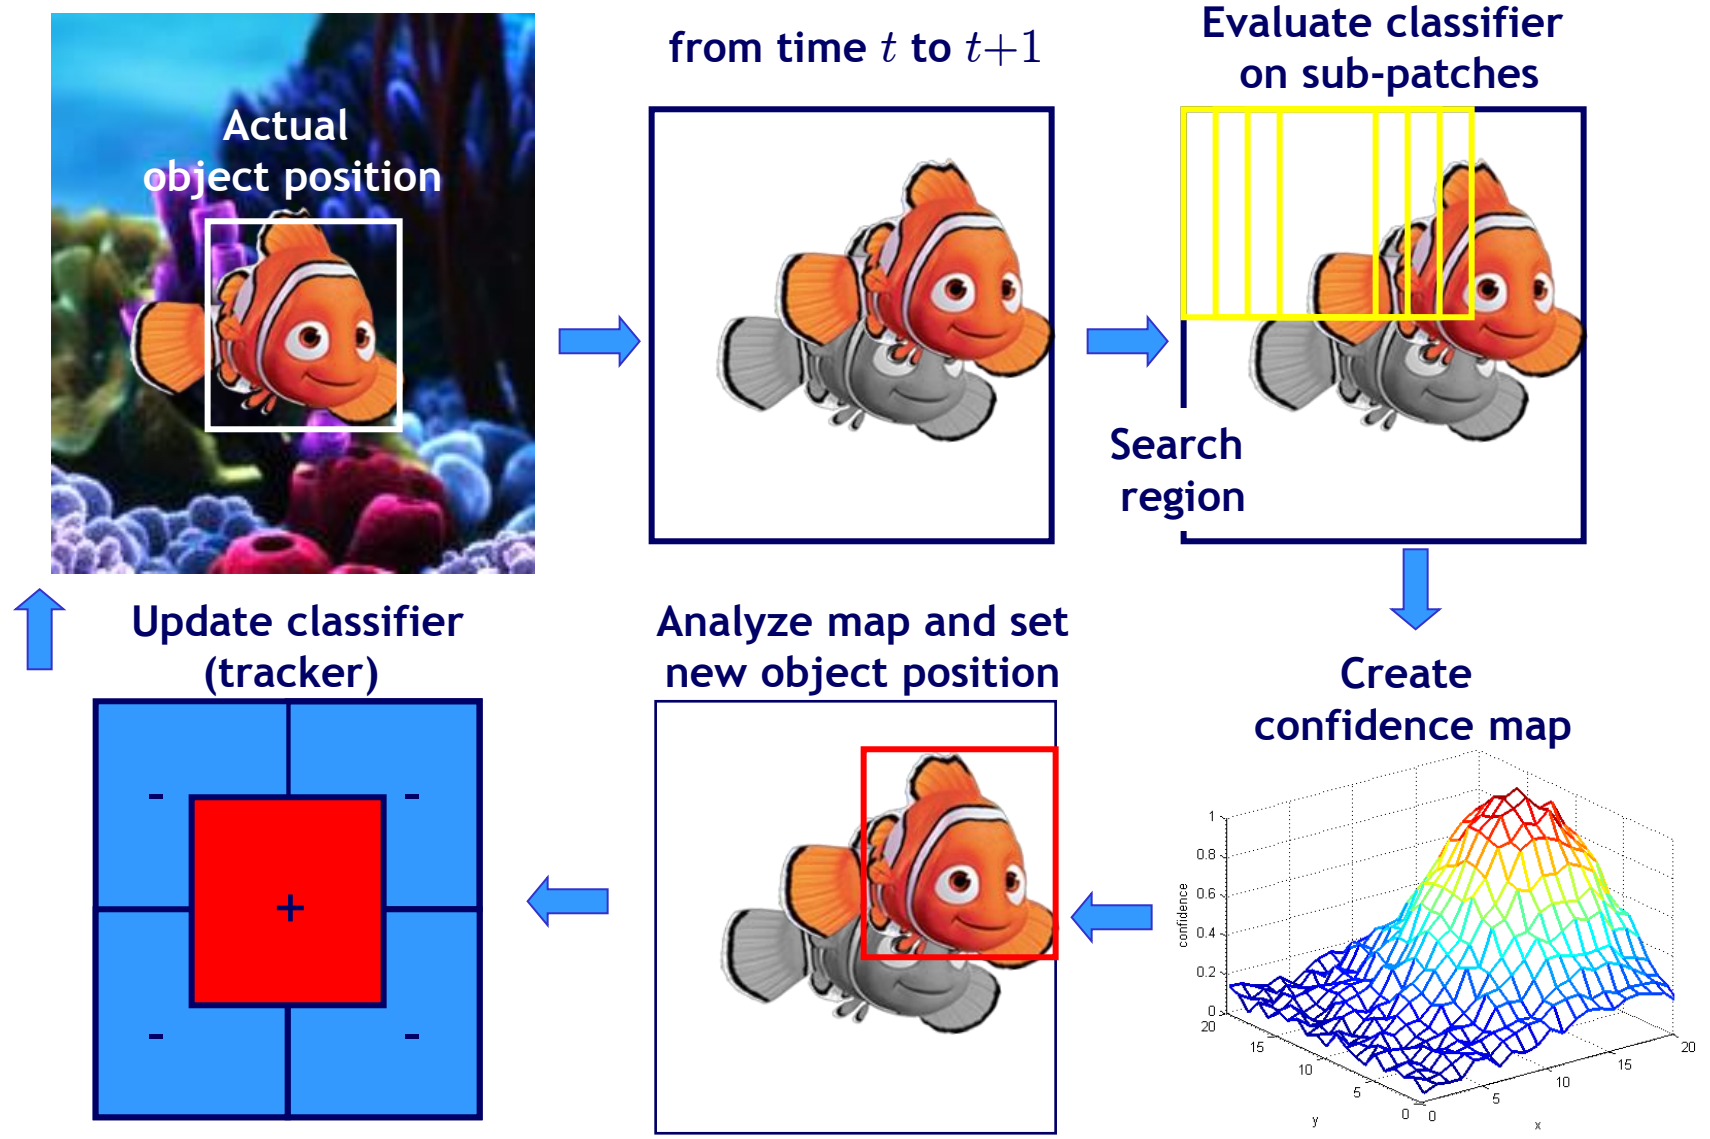 Actual
object position
from time t to t+1
Evaluate classifier
on sub-patches
Search
region
Update classifier
(tracker)
-
-
+
-
-
Analyze map and set
new object position
Create
confidence map
1
0.8
0.6
0.4
0.2
0
confidence
20
15
10
5
0
y
0
5
10
15
20
x